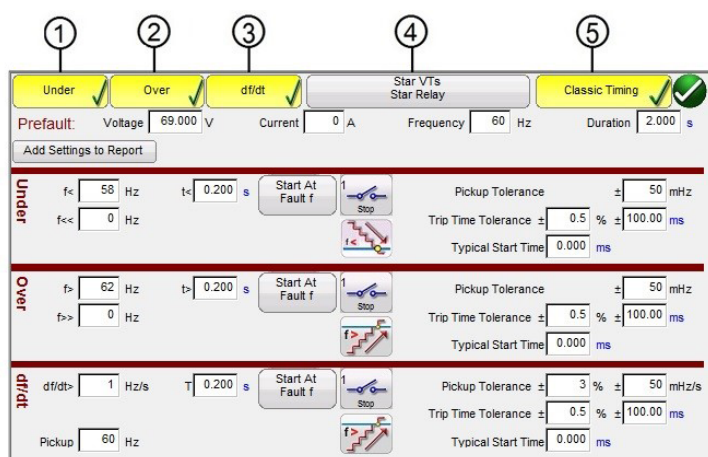 1 2 3 4 5
Under Over df/dt Star VTs Classic Timing
Star Relay
Prefault: Voltage 69.000 V Current 0 A Frequency 60 Hz Duration 2.000 s
Add Settings to Report
Under
f< 58 Hz t< 0.200 s Start At Fault f 1 Stop Pickup Tolerance ± 50 mHz
f<< 0 Hz f< Trip Time Tolerance ± 0.5 % ± 100.00 ms
Typical Start Time 0.000 ms
Over
f> 62 Hz t> 0.200 s Start At Fault f 1 Stop Pickup Tolerance ± 50 mHz
f>> 0 Hz f> Trip Time Tolerance ± 0.5 % ± 100.00 ms
Typical Start Time 0.000 ms
df/dt
df/dt> 1 Hz/s T 0.200 s Start At Fault f 1 Stop Pickup Tolerance ± 3 % ± 50 mHz/s
Trip Time Tolerance ± 0.5 % ± 100.00 ms
Pickup 60 Hz f> Typical Start Time 0.000 ms